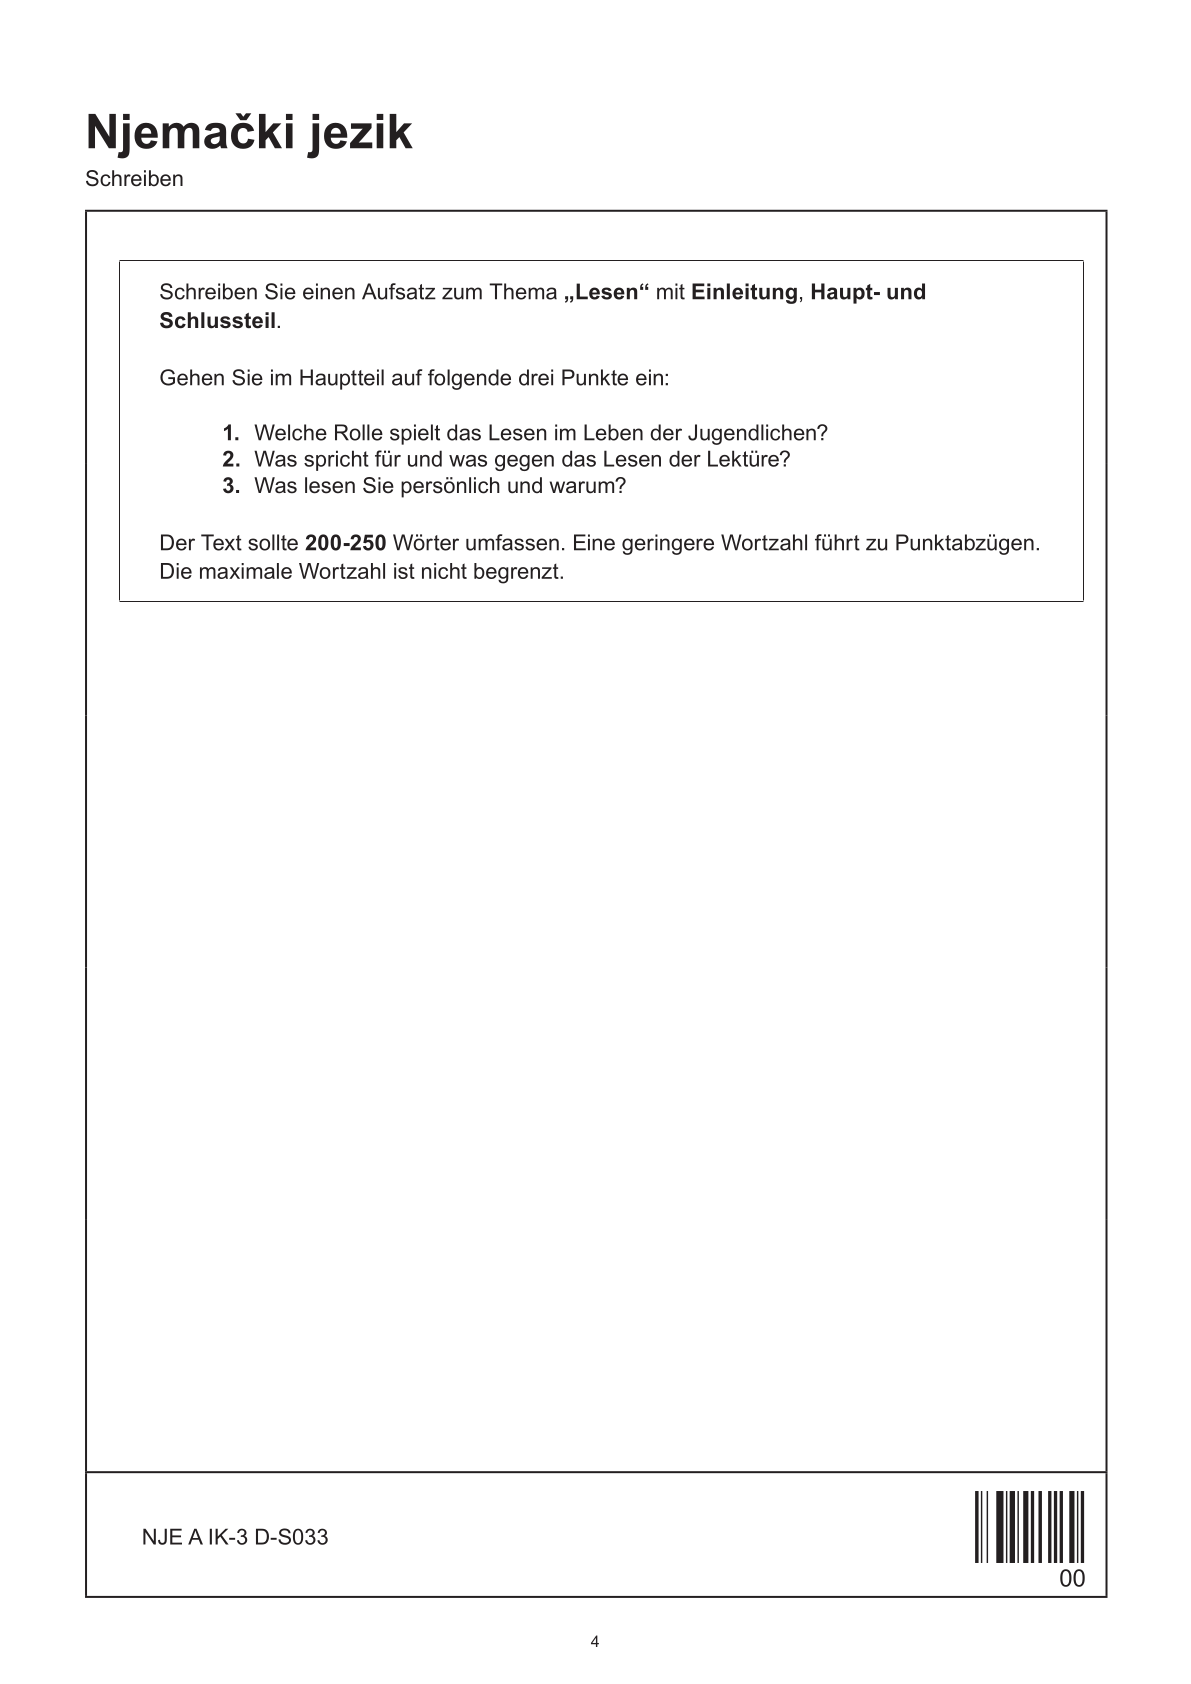 Njemački jezik
Schreiben
Schreiben Sie einen Aufsatz zum Thema „Lesen“ mit Einleitung, Haupt- und
Schlussteil.
Gehen Sie im Hauptteil auf folgende drei Punkte ein:
1. Welche Rolle spielt das Lesen im Leben der Jugendlichen?
2. Was spricht für und was gegen das Lesen der Lektüre?
3. Was lesen Sie persönlich und warum?
Der Text sollte 200-250 Wörter umfassen. Eine geringere Wortzahl führt zu Punktabzügen.
Die maximale Wortzahl ist nicht begrenzt.
NJE A IK-3 D-S033
00
4